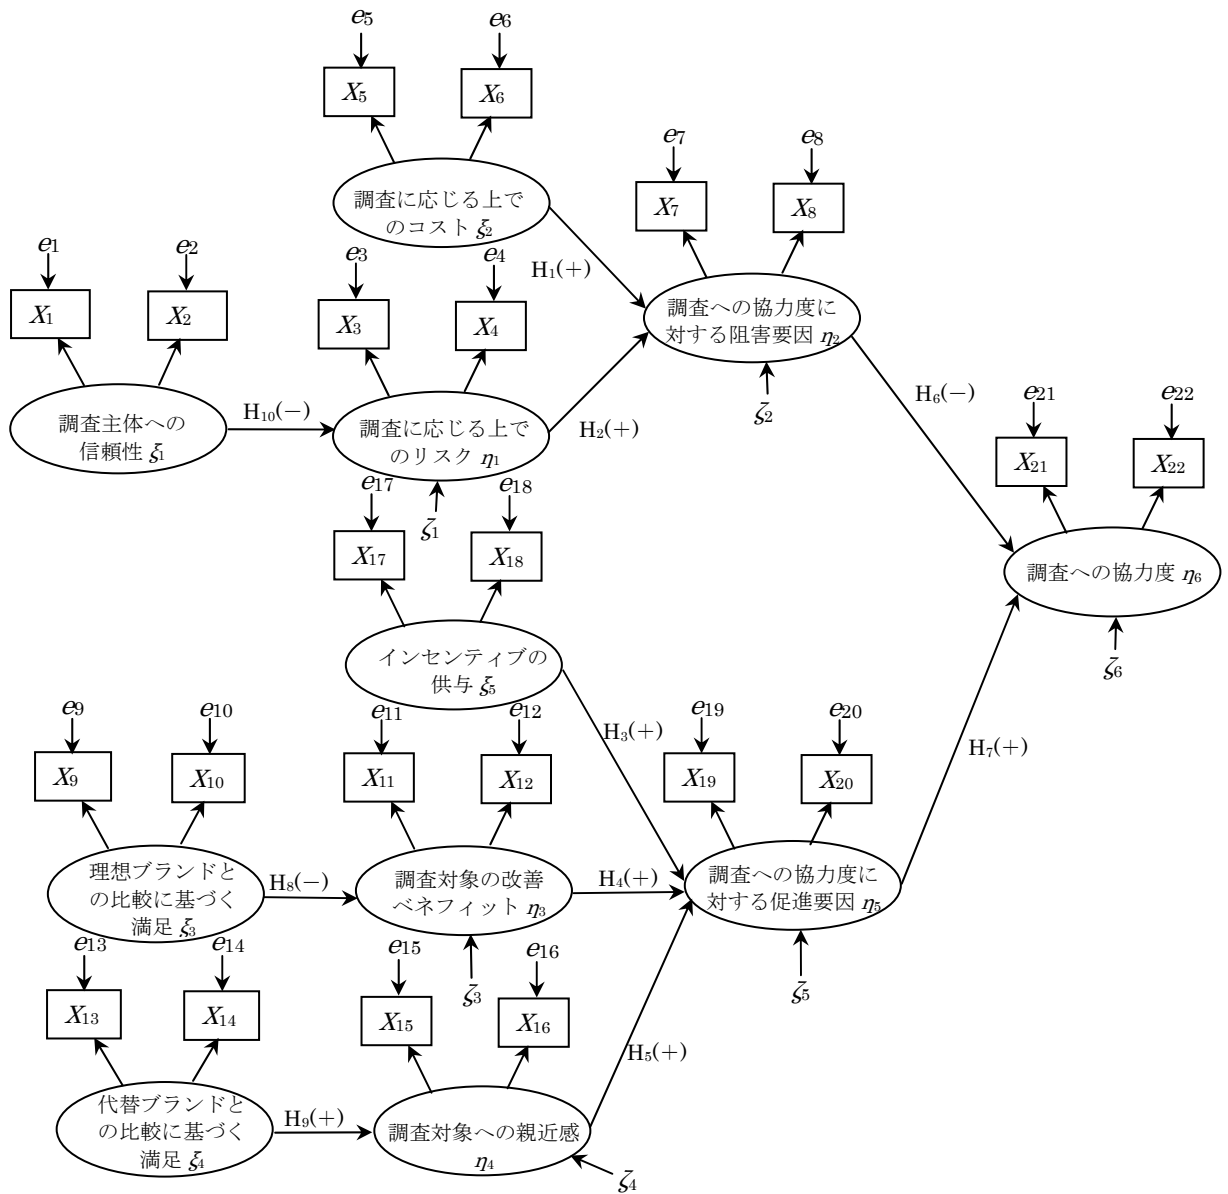 e5
e6
X5
X6
調査に応じる上で
のコスト ξ2
e7
e8
X7
X8
H1(+)
e1
e2
X1
X2
e3
e4
X3
X4
調査への協力度に
対する阻害要因 η2
ζ2
H6(−)
調査主体への
信頼性 ξ1
H10(−)
調査に応じる上で
のリスク η1
H2(+)
ζ1
e21
e22
X21
X22
調査への協力度 η6
ζ6
e17
e18
X17
X18
インセンティブの
供与 ξ5
H3(+)
e9
e10
X9
X10
e11
e12
X11
X12
e19
e20
X19
X20
H7(+)
理想ブランドと
の比較に基づく
満足 ξ3
H8(−)
調査対象の改善
ベネフィット η3
H4(+)
調査への協力度に
対する促進要因 η5
ζ3
ζ5
e13
e14
X13
X14
e15
e16
X15
X16
H5(+)
代替ブランドと
の比較に基づく
満足 ξ4
H9(+)
調査対象への親近感
η4
ζ4